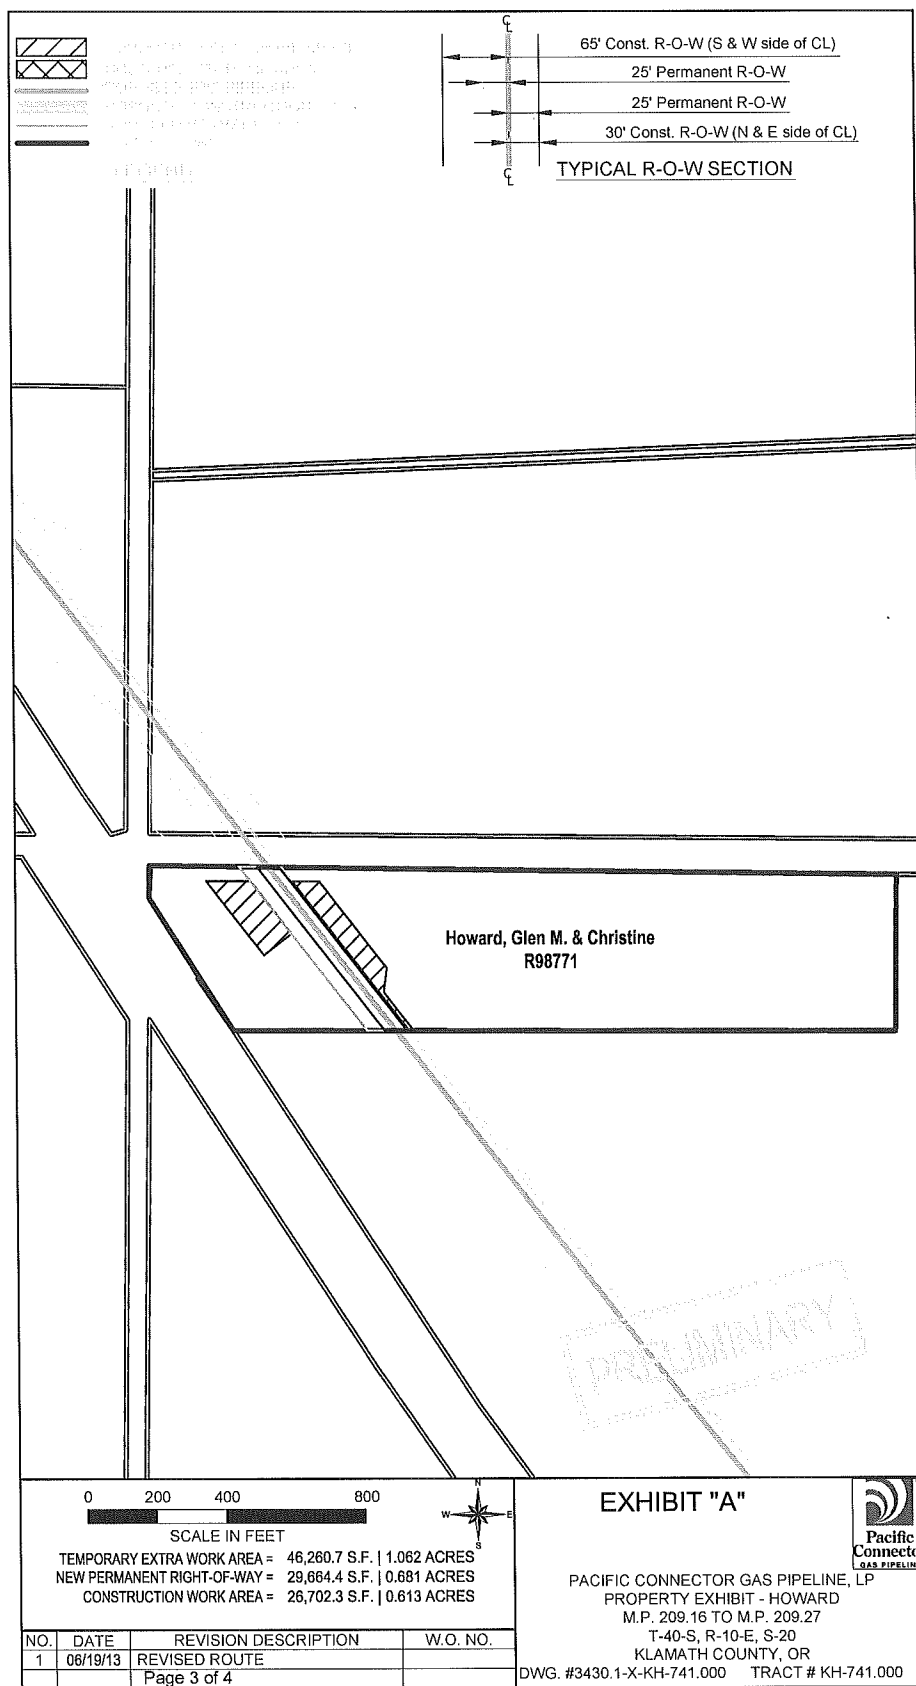 65' Const. R-O-W (S & W side of CL)
25' Permanent R-O-W
25' Permanent R-O-W
30' Const. R-O-W (N & E side of CL)
TYPICAL R-O-W SECTION
Howard, Glen M. & Christine
R98771
PRELIMINARY
0 200 400 800
SCALE IN FEET
N
W E
S
TEMPORARY EXTRA WORK AREA = 46,260.7 S.F. | 1.062 ACRES
NEW PERMANENT RIGHT-OF-WAY = 29,664.4 S.F. | 0.681 ACRES
CONSTRUCTION WORK AREA = 26,702.3 S.F. | 0.613 ACRES
NO. DATE REVISION DESCRIPTION W.O. NO.
1 06/19/13 REVISED ROUTE
Page 3 of 4
EXHIBIT "A"
Pacific
Connecto
GAS PIPELIN
PACIFIC CONNECTOR GAS PIPELINE, LP
PROPERTY EXHIBIT - HOWARD
M.P. 209.16 TO M.P. 209.27
T-40-S, R-10-E, S-20
KLAMATH COUNTY, OR
DWG. #3430.1-X-KH-741.000 TRACT # KH-741.000